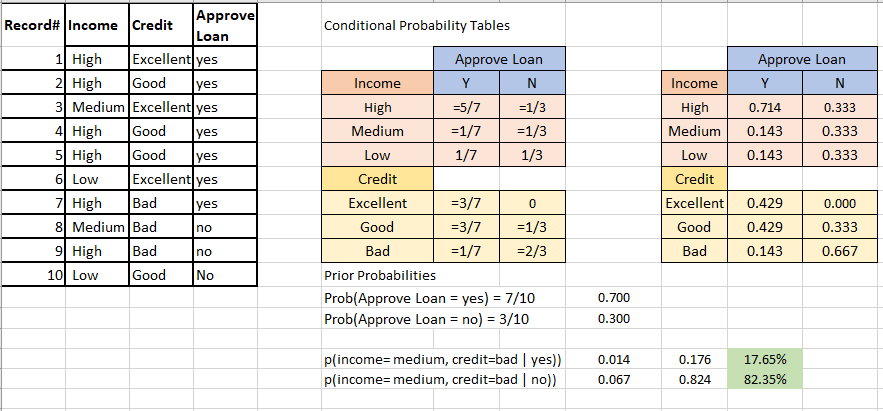 Record# Income Credit Approve Loan Conditional Probability Tables
1 High Excellent yes Approve Loan Approve Loan
2 High Good yes Income Y N Income Y N
3 Medium Excellent yes High =5/7 =1/3 High 0.714 0.333
4 High Good yes Medium =1/7 =1/3 Medium 0.143 0.333
5 High Good yes Low 1/7 1/3 Low 0.143 0.333
6 Low Excellent yes Credit Credit
7 High Bad yes Excellent =3/7 0 Excellent 0.429 0.000
8 Medium Bad no Good =3/7 =1/3 Good 0.429 0.333
9 High Bad no Bad =1/7 =2/3 Bad 0.143 0.667
10 Low Good No Prior Probabilities
Prob(Approve Loan = yes) = 7/10 0.700
Prob(Approve Loan = no) = 3/10 0.300
p(income= medium, credit=bad | yes)) 0.014 0.176 17.65%
p(income= medium, credit=bad | no)) 0.067 0.824 82.35%